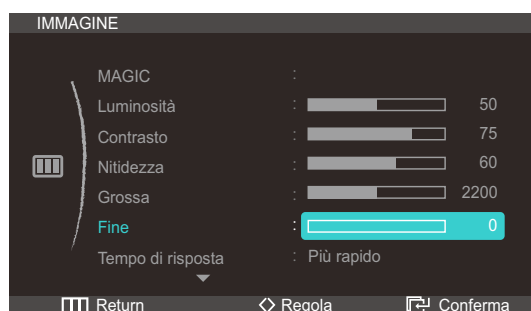 IMMAGINE
MAGIC :
Luminosità : 50
Contrasto : 75
Nitidezza : 60
Grossa : 2200
Fine : 0
Tempo di risposta : Più rapido
Return Regola Conferma